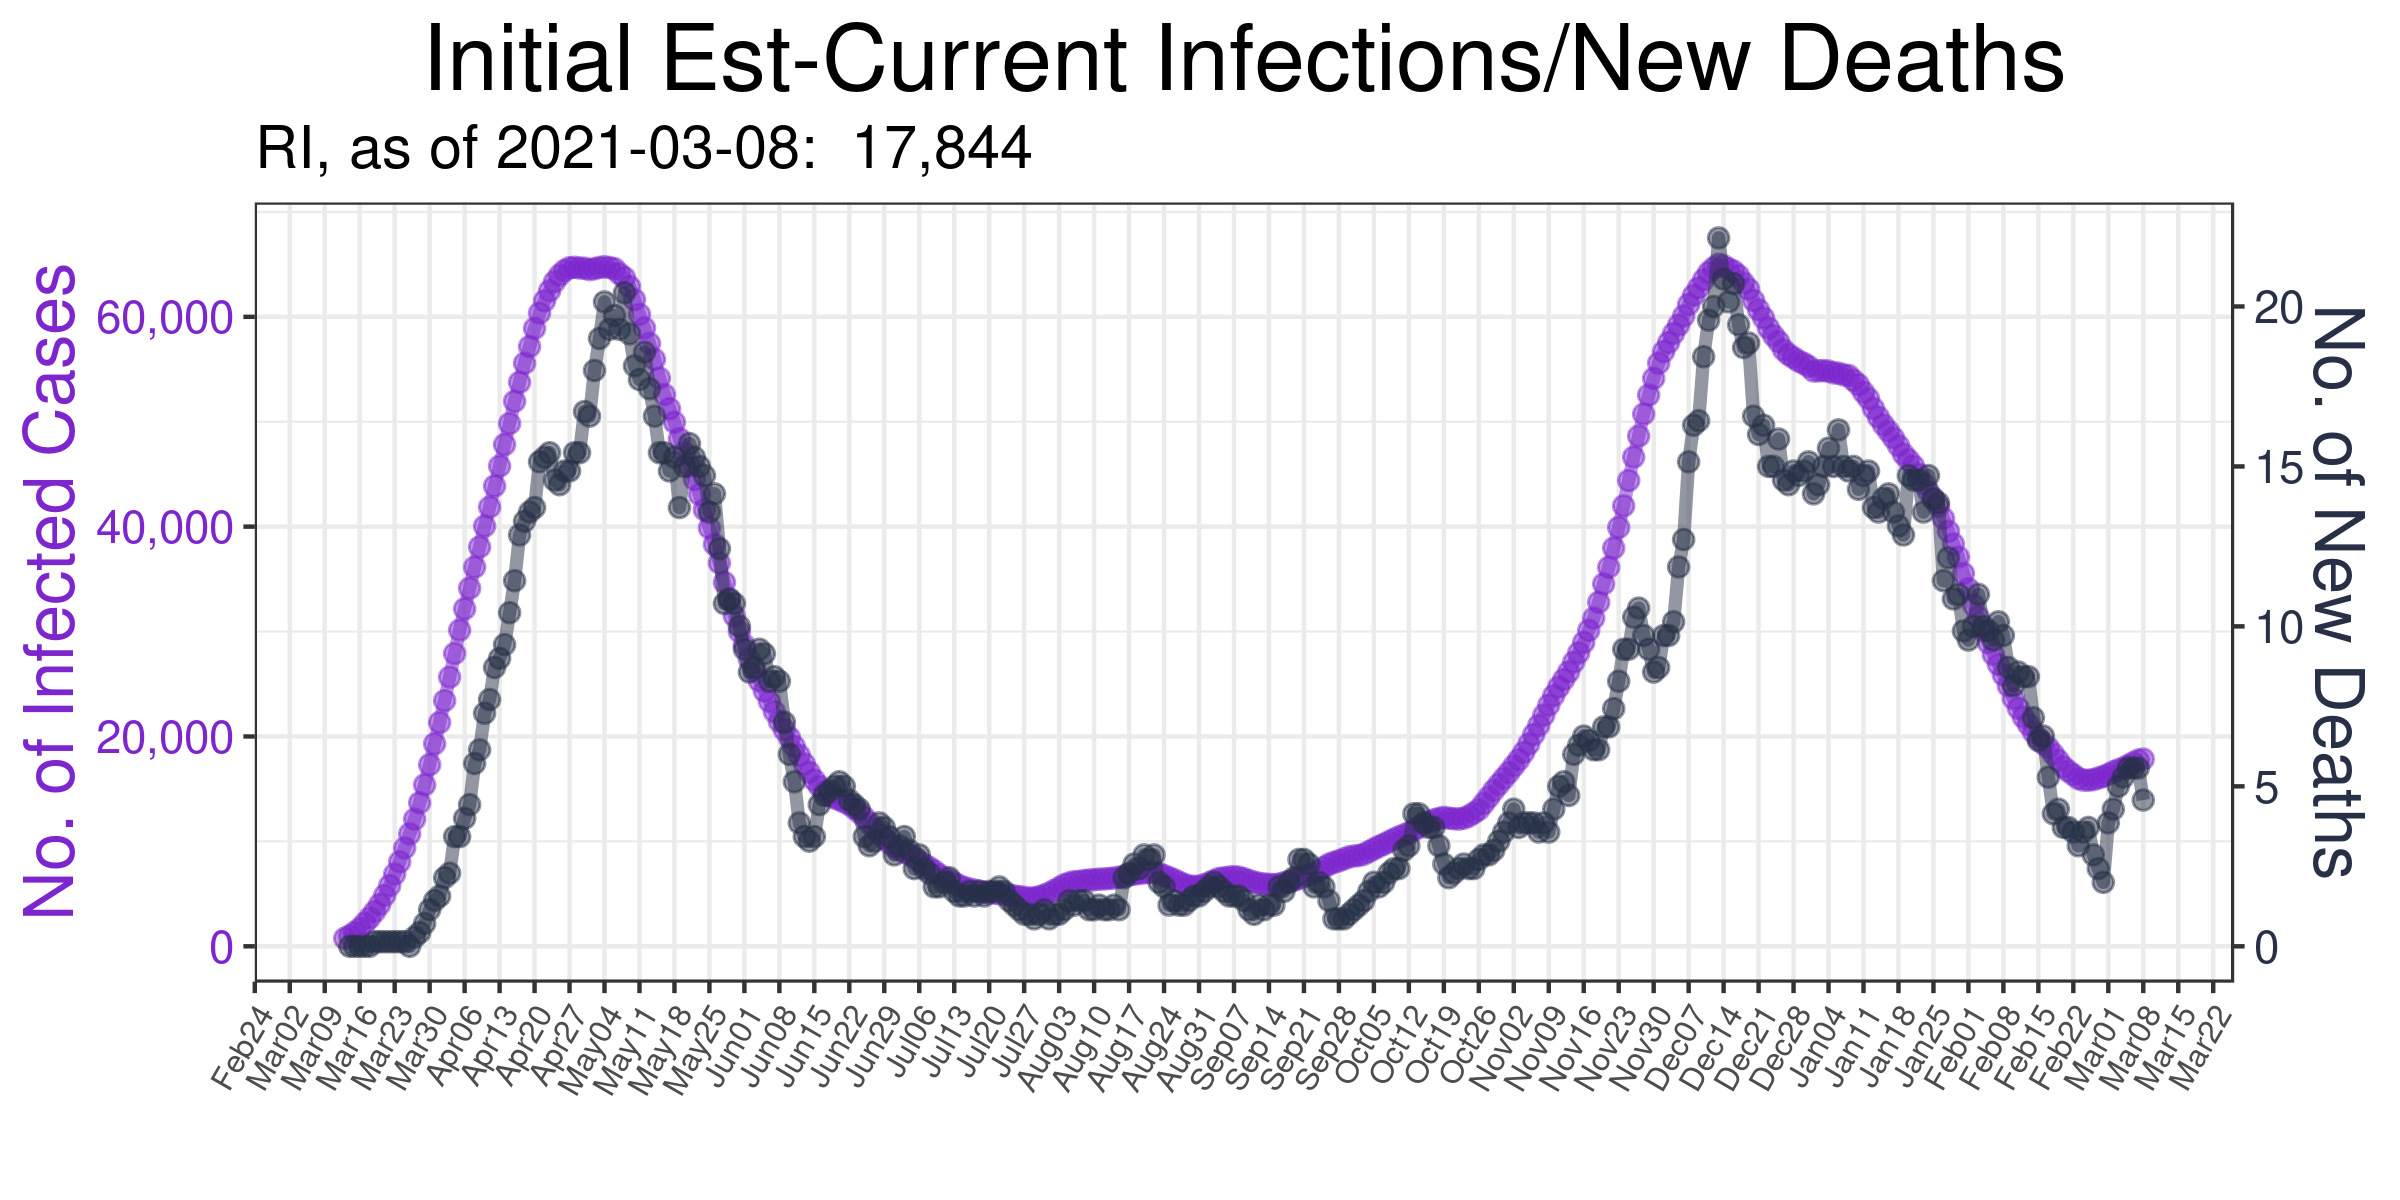 Initial Est-Current Infections/New Deaths
RI, as of 2021-03-08:  17,844
No. of Infected Cases
60,000
40,000
20,000
0
20
15
10
5
0
No. of New Deaths
Feb24
Mar02
Mar09
Mar16
Mar23
Mar30
Apr06
Apr13
Apr20
Apr27
May04
May11
May18
May25
Jun01
Jun08
Jun15
Jun22
Jun29
Jul06
Jul13
Jul20
Jul27
Aug03
Aug10
Aug17
Aug24
Aug31
Sep07
Sep14
Sep21
Sep28
Oct05
Oct12
Oct19
Oct26
Nov02
Nov09
Nov16
Nov23
Nov30
Dec07
Dec14
Dec21
Dec28
Jan04
Jan11
Jan18
Jan25
Feb01
Feb08
Feb15
Feb22
Mar01
Mar08
Mar15
Mar22